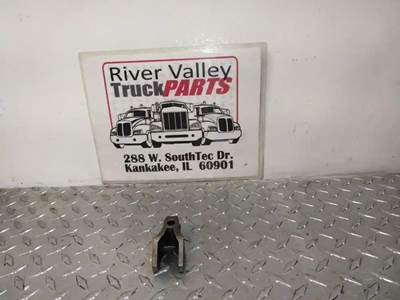 River Valley
TruckPARTS
288 W. SouthTec Dr.
Kankakee, IL 60901